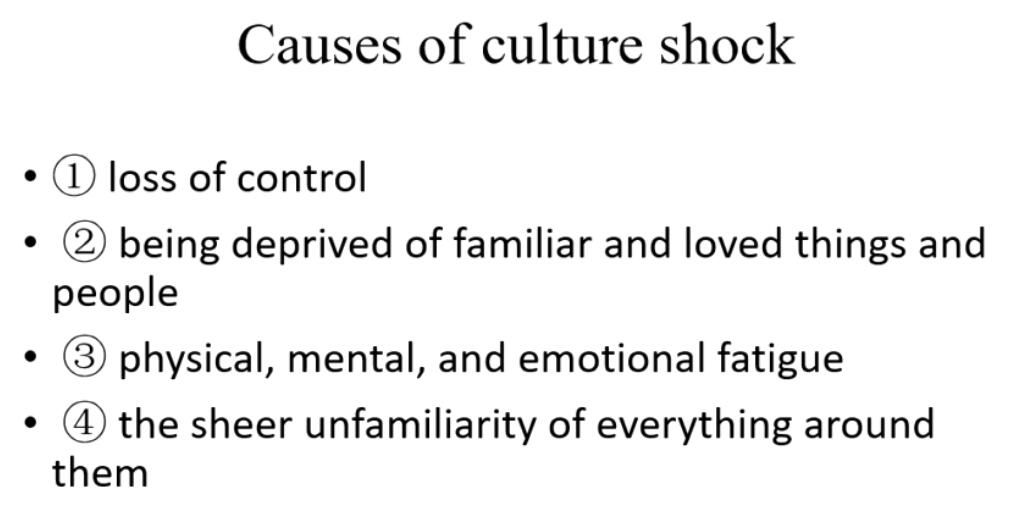 Causes of culture shock
• ① loss of control
• ② being deprived of familiar and loved things and
people
• ③ physical, mental, and emotional fatigue
• ④ the sheer unfamiliarity of everything around
them